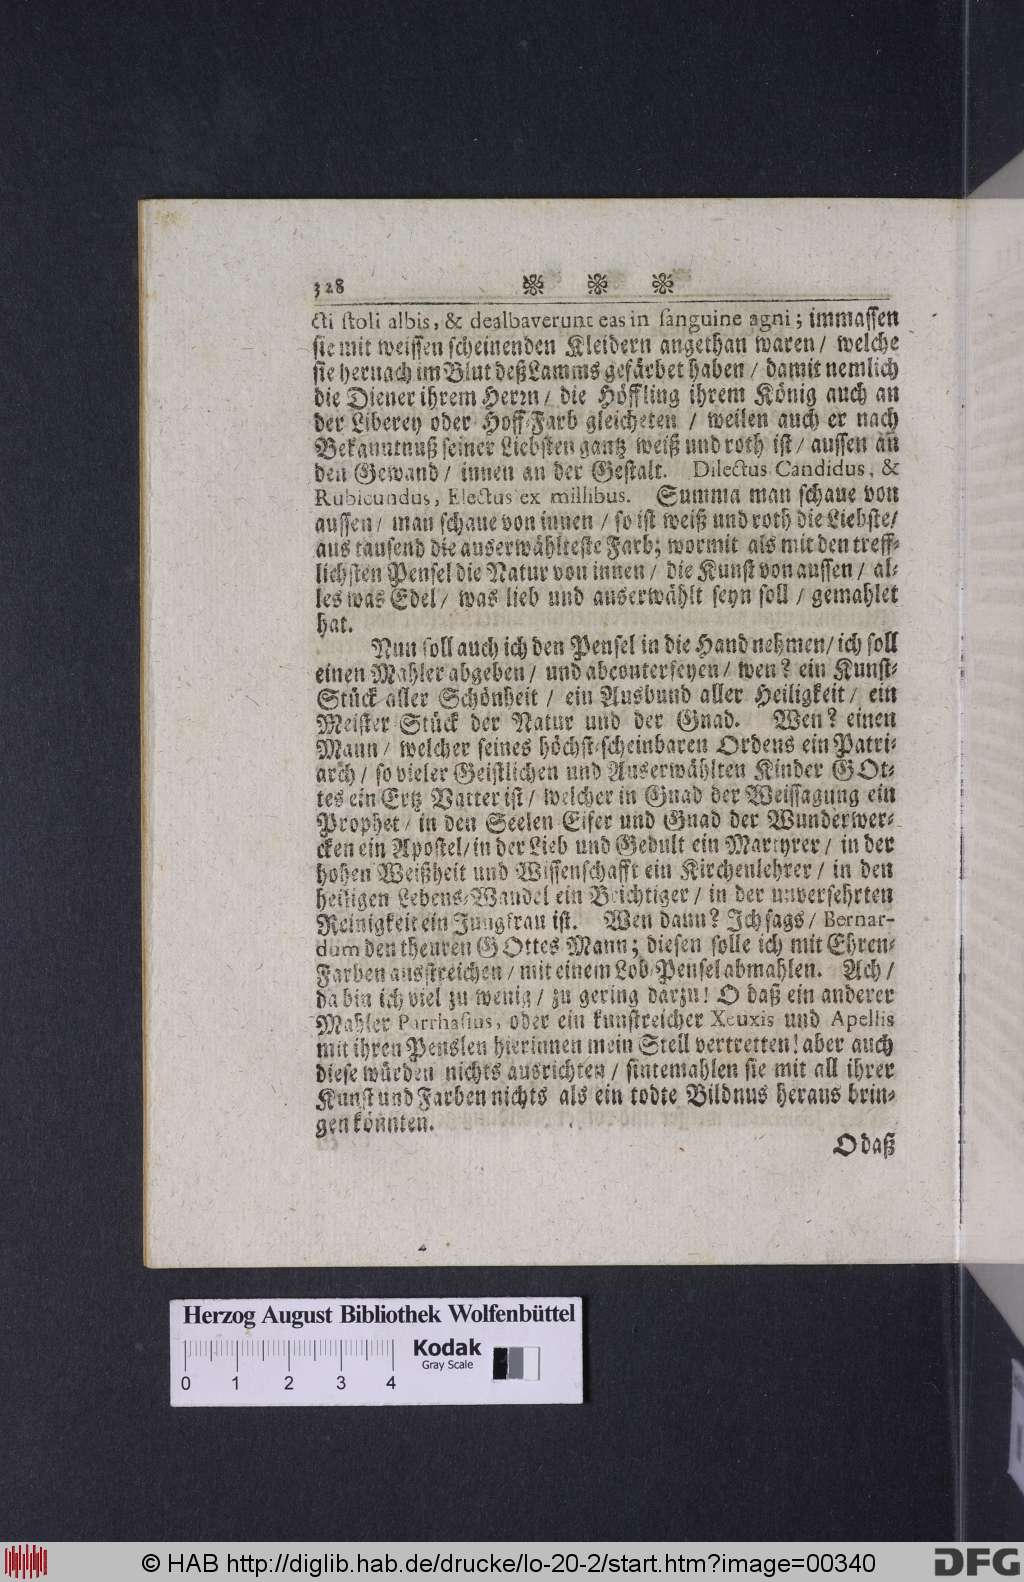 328
cti stoli albis, & dealbaverunt eas in sanguine agni; immassen
sie mit weissen scheinenden Kleidern angethan waren / welche
sie hernach im Blut deß Lamms gefärbet haben / damit nemlich
die Diener ihrem Herrn / die Höffling ihrem König auch an
der Liberey oder Hoff-Farb gleicheten / weilen auch er nach
Bekanntnuß seiner Liebsten gantz weiß und roth ist / aussen an
den Gewand / innen an der Gestalt. Dilectus Candidus, &
Rubicundus, Electus ex millibus. Summa man schaue von
aussen / man schaue von innen / so ist weiß und roth die Liebste/
aus tausend die auserwählteste Farb; wormit als mit den treff-
lichsten Pensel die Natur von innen / die Kunst von aussen / al-
les was Edel / was lieb und auserwählt seyn soll / gemahlet
hat.
Nun soll auch ich den Pensel in die Hand nehmen/ ich soll
einen Mahler abgeben / und abconterfeyen / wen? ein Kunst-
Stück aller Schönheit / ein Ausbund aller Heiligkeit / ein
Meister-Stück der Natur und der Gnad. Wen? einen
Mann / welcher seines höchst-scheinbaren Ordens ein Patri-
arch / so vieler Geistlichen und Auserwählten Kinder GOt-
tes ein Ertz-Vatter ist / welcher in Gnad der Weissagung ein
Prophet / in den Seelen-Eifer und Gnad der Wunderwer-
cken ein Apostel/ in der Lieb und Gedult ein Martyrer / in der
hohen Weißheit und Wissenschafft ein Kirchenlehrer / in den
heiligen Lebens-Wandel ein Beichtiger / in der unversehrten
Reinigkeit ein Jungfrau ist. Wen dann? Ich sags / Bernar-
dum den theuren GOttes Mann; diesen solle ich mit Ehren-
Farben ausstreichen / mit einem Lob-Pensel abmahlen. Ach /
da bin ich viel zu wenig / zu gering darzu! O daß ein anderer
Mahler Parrhasius, oder ein kunstreicher Xeuxis und Apellis
mit ihren Penslen hierinnen mein Stell vertretten! aber auch
diese würden nichts ausrichten / sintemahlen sie mit all ihrer
Kunst und Farben nichts als ein todte Bildnus heraus brin-
gen könnten.
O daß
Herzog August Bibliothek Wolfenbüttel
Kodak
Gray Scale
0 1 2 3 4
© HAB http://diglib.hab.de/drucke/lo-20-2/start.htm?image=00340
DFG